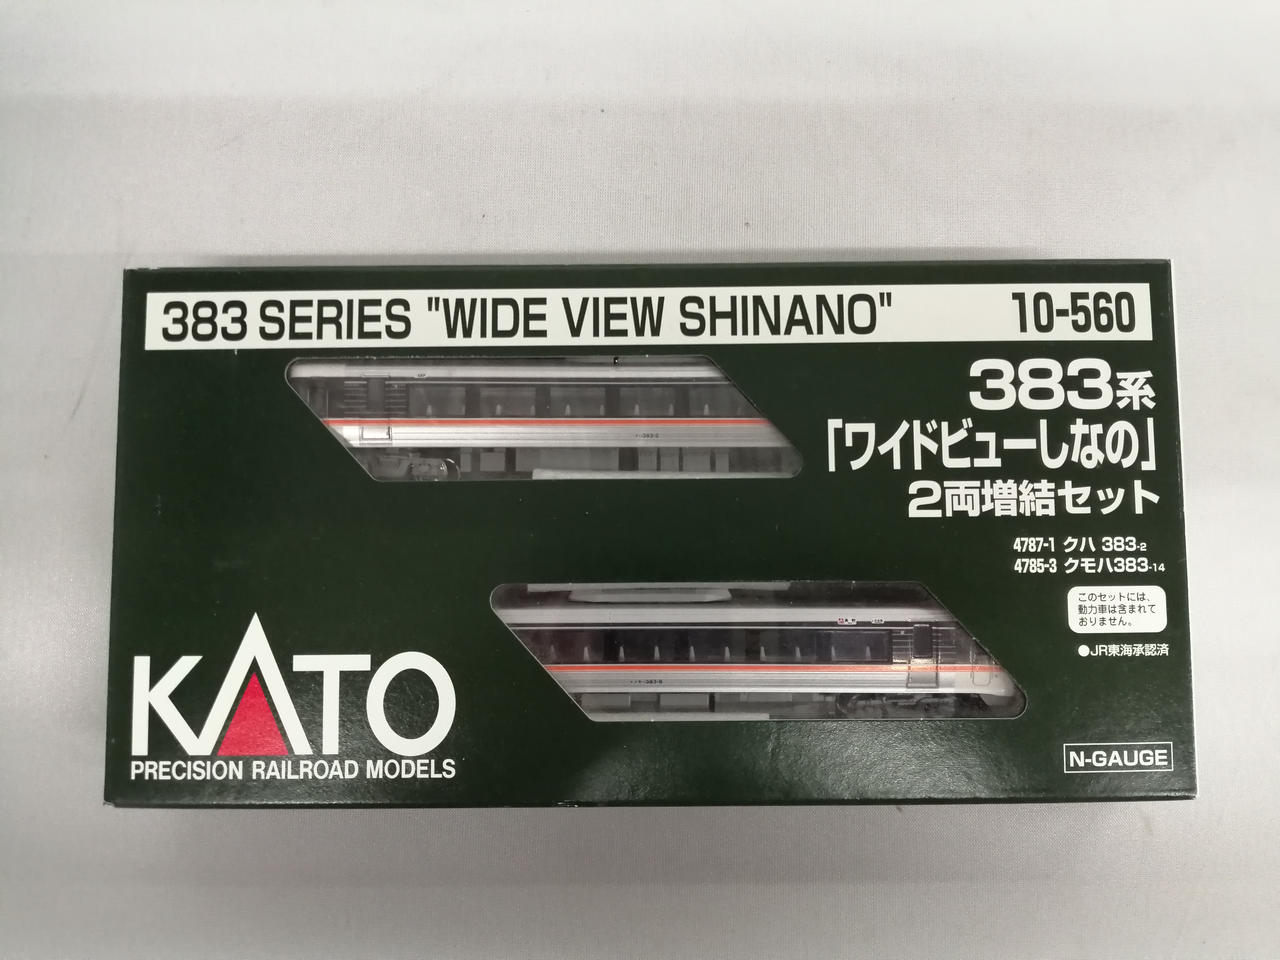 383 SERIES "WIDE VIEW SHINANO" 10-560
383系
「ワイドビューしなの」
2両増結セット
4787-1 クハ 383-2
4785-3 クモハ383-14
このセットには、
動力車は含まれて
おりません。
●JR東海承認済
KATO
PRECISION RAILROAD MODELS
N-GAUGE